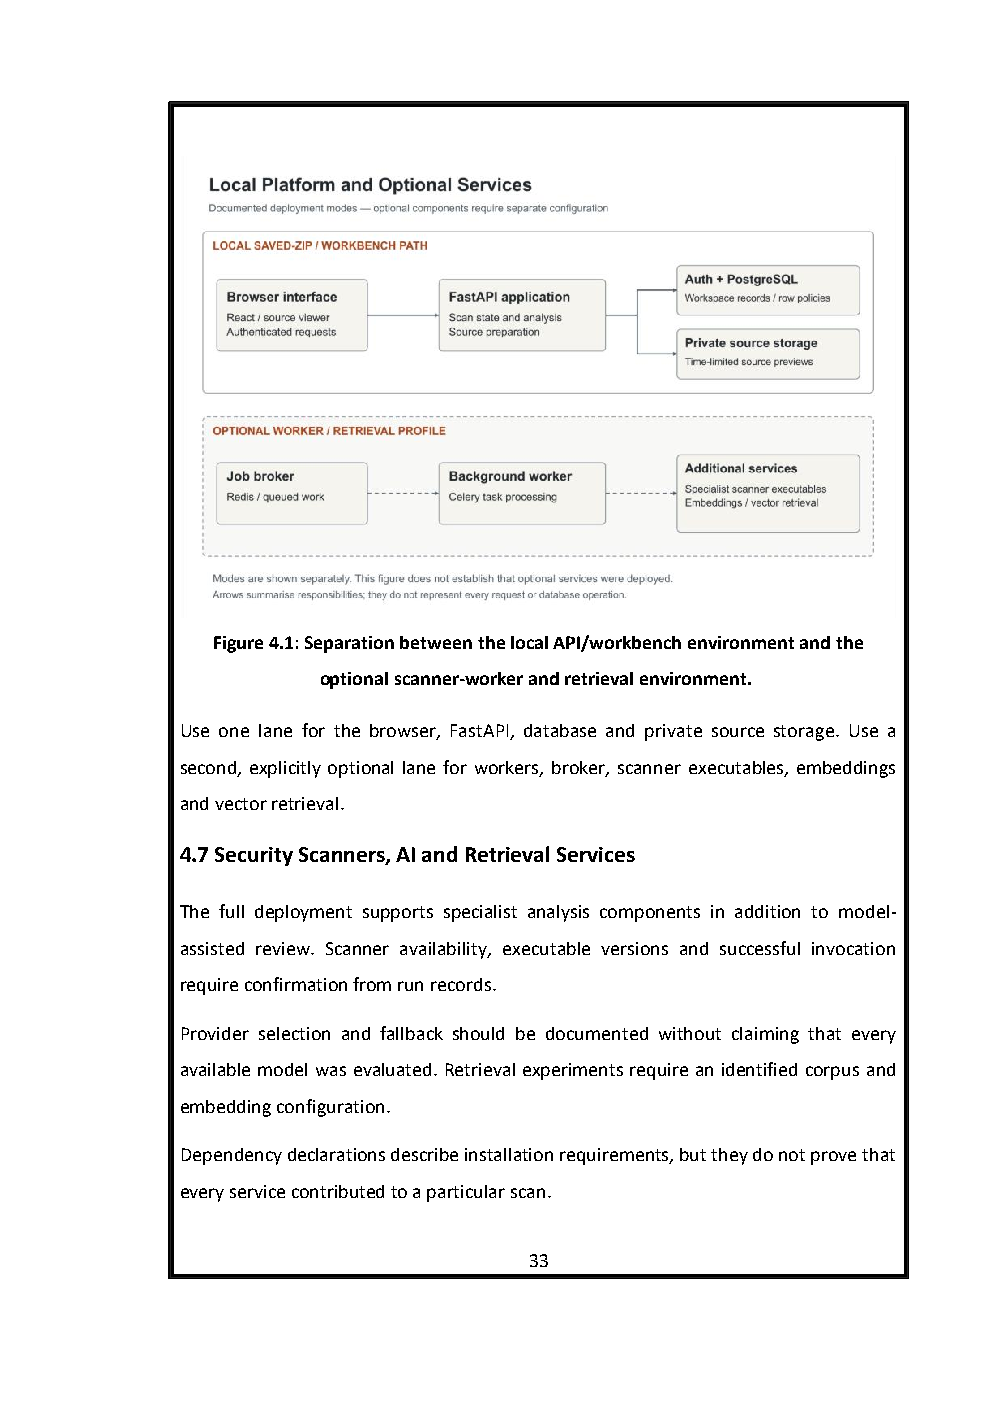 Local Platform and Optional Services
Documented deployment modes — optional components require separate configuration
LOCAL SAVED-ZIP / WORKBENCH PATH
Browser interface
React / source viewer
Authenticated requests
FastAPI application
Scan state and analysis
Source preparation
Auth + PostgreSQL
Workspace records / row policies
Private source storage
Time-limited source previews
OPTIONAL WORKER / RETRIEVAL PROFILE
Job broker
Redis / queued work
Background worker
Celery task processing
Additional services
Specialist scanner executables
Embeddings / vector retrieval
Modes are shown separately. This figure does not establish that optional services were deployed.
Arrows summarise responsibilities; they do not represent every request or database operation.
Figure 4.1: Separation between the local API/workbench environment and the
optional scanner-worker and retrieval environment.
Use one lane for the browser, FastAPI, database and private source storage. Use a
second, explicitly optional lane for workers, broker, scanner executables, embeddings
and vector retrieval.
4.7 Security Scanners, AI and Retrieval Services
The full deployment supports specialist analysis components in addition to model-
assisted review. Scanner availability, executable versions and successful invocation
require confirmation from run records.
Provider selection and fallback should be documented without claiming that every
available model was evaluated. Retrieval experiments require an identified corpus and
embedding configuration.
Dependency declarations describe installation requirements, but they do not prove that
every service contributed to a particular scan.
33